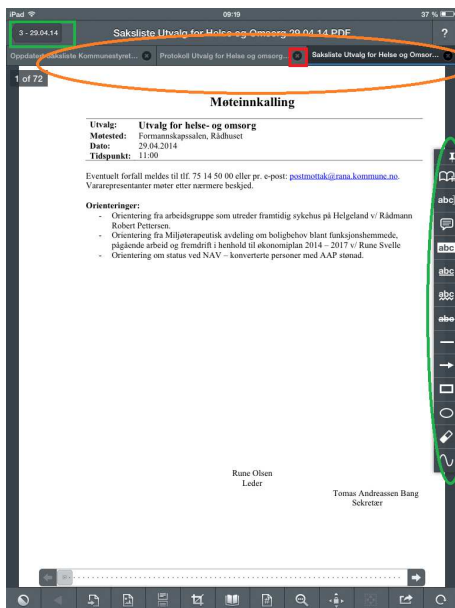 iPad 09:19 37 %
3 - 29.04.14 Saksliste Utvalg for Helse og Omsorg 29.04.14.PDF ?
Oppdatert saksliste Kommunestyret... Protokoll Utvalg for Helse og omsorg... Saksliste Utvalg for Helse og Omsor...
1 of 72
Møteinnkalling
Utvalg: Utvalg for helse- og omsorg
Møtested: Formannskapssalen, Rådhuset
Dato: 29.04.2014
Tidspunkt: 11:00
Eventuelt forfall meldes til tlf. 75 14 50 00 eller pr. e-post: postmottak@rana.kommune.no.
Vararepresentanter møter etter nærmere beskjed.
Orienteringer:
- Orientering fra arbeidsgruppe som utreder framtidig sykehus på Helgeland v/ Rådmann
Robert Pettersen.
- Orientering fra Miljøterapeutisk avdeling om boligbehov blant funksjonshemmede,
pågående arbeid og fremdrift i henhold til økonomiplan 2014 – 2017 v/ Rune Svelle
- Orientering om status ved NAV – konverterte personer med AAP stønad.
abc
abc
abc
abc
abc
Rune Olsen
Leder
Tomas Andreassen Bang
Sekretær